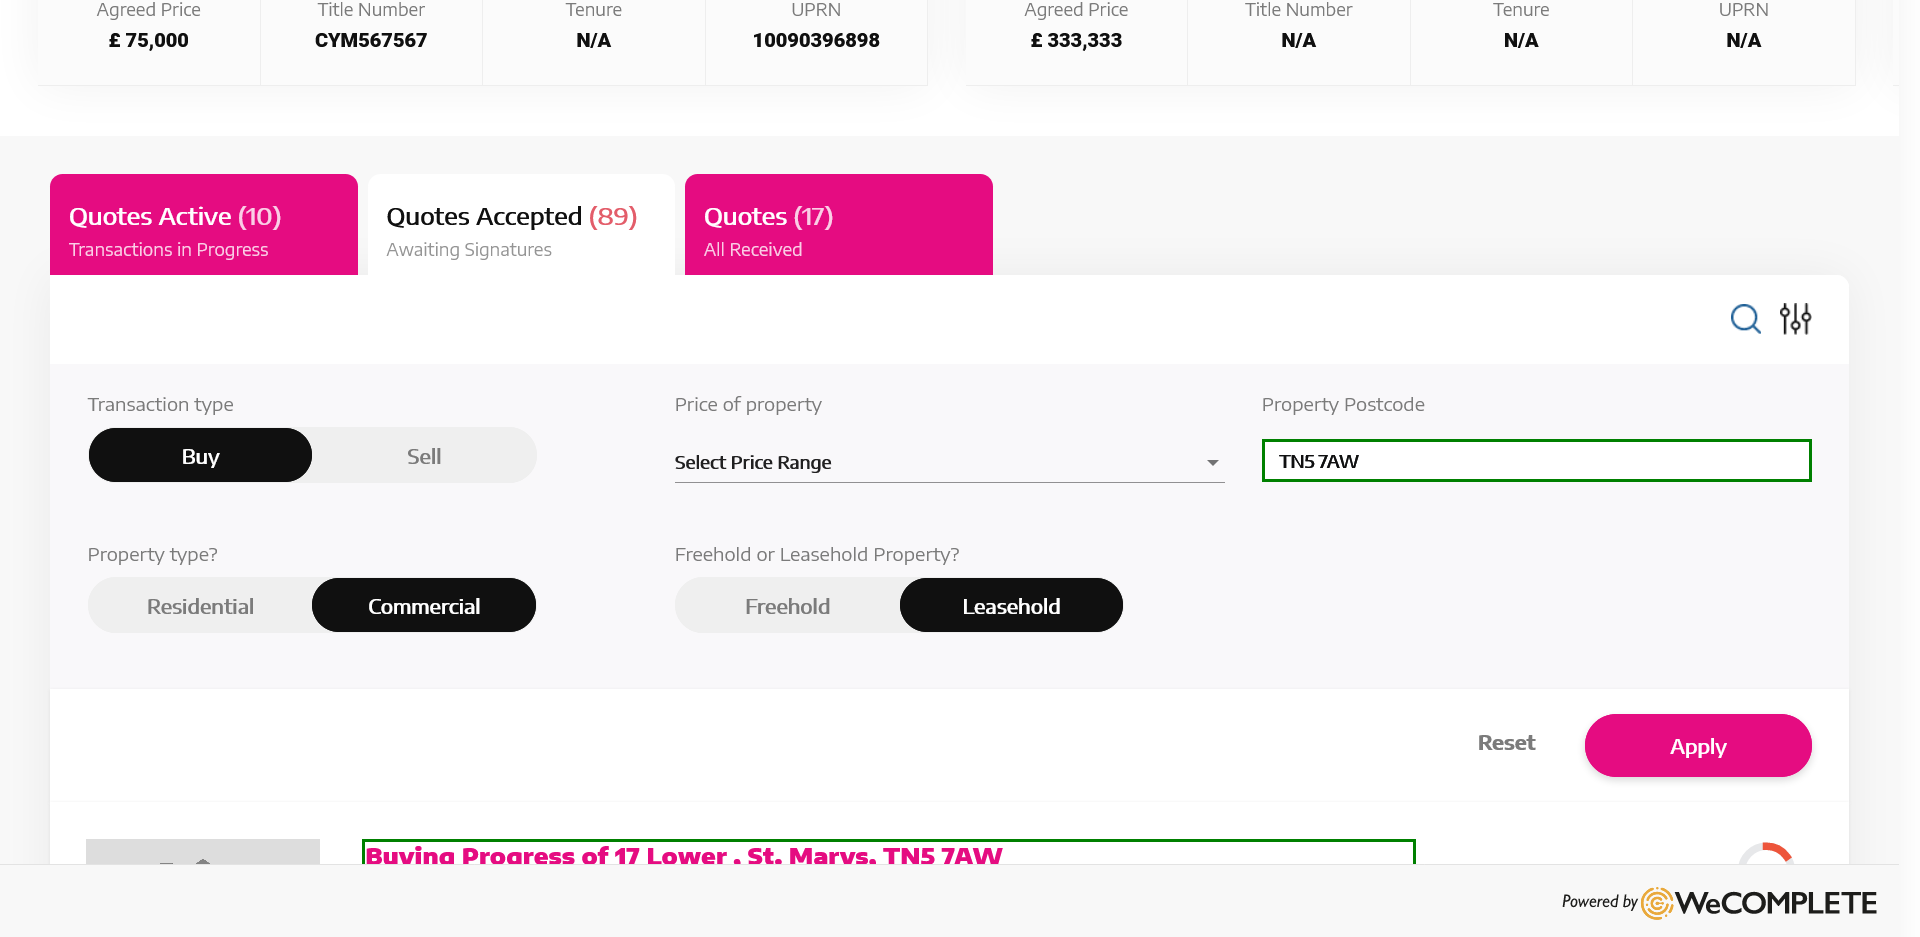 Agreed Price Title Number Tenure UPRN Agreed Price Title Number Tenure UPRN
£ 75,000 CYM567567 N/A 10090396898 £ 333,333 N/A N/A N/A
Quotes Active (10) Quotes Accepted (89) Quotes (17)
Transactions in Progress Awaiting Signatures All Received
Transaction type Price of property Property Postcode
Buy Sell Select Price Range TN5 7AW
Property type? Freehold or Leasehold Property?
Residential Commercial Freehold Leasehold
Reset Apply
Buying Progress of 17 Lower , St. Marys, TN5 7AW
Powered by WeCOMPLETE